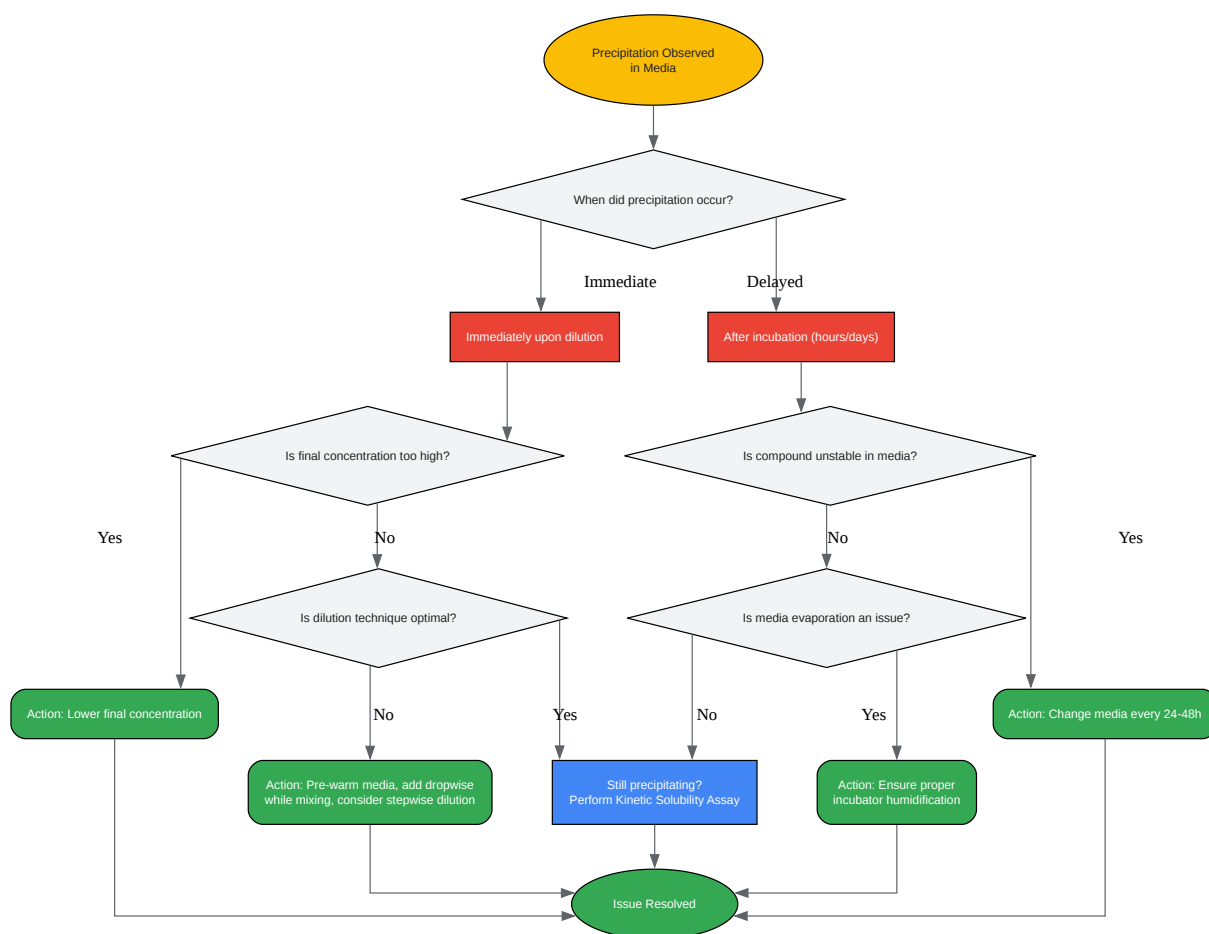 Precipitation Observed
in Media
When did precipitation occur?
Immediate
Delayed
Immediately upon dilution
After incubation (hours/days)
Is final concentration too high?
Is compound unstable in media?
Yes
No
No
Yes
Is dilution technique optimal?
Is media evaporation an issue?
Action: Lower final concentration
No
Yes
No
Yes
Action: Change media every 24-48h
Action: Pre-warm media, add dropwise
while mixing, consider stepwise dilution
Still precipitating?
Perform Kinetic Solubility Assay
Action: Ensure proper
incubator humidification
Issue Resolved